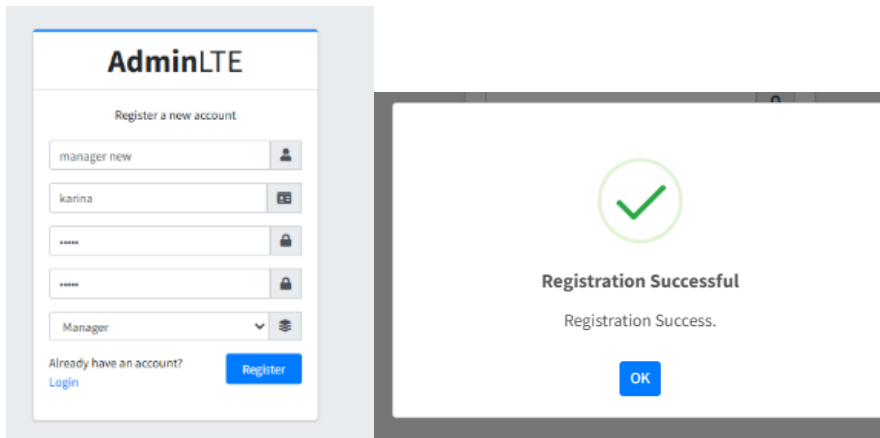 AdminLTE
Register a new account
manager new
karina
•••••
•••••
Manager
Already have an account?
Login
Register
Registration Successful
Registration Success.
OK